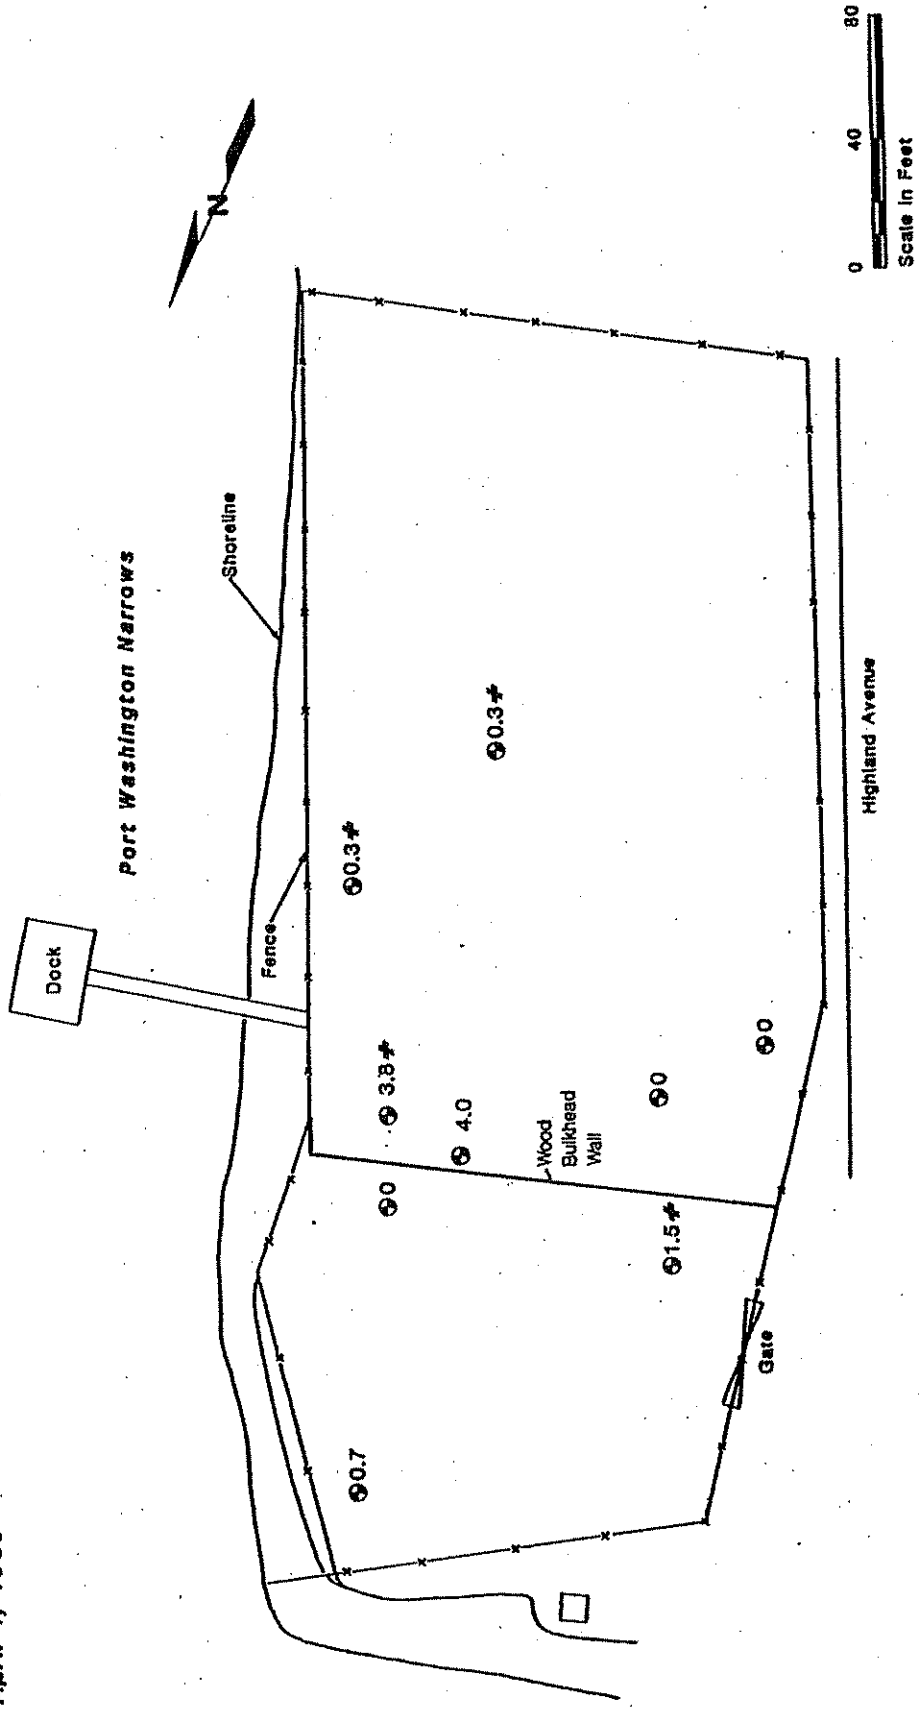 Port Washington Narrows
Dock
Shoreline
N
Fence
0.3
0.3
3.8
4.0
0
0
0
1.5
0.7
Wood
Bulkhead
Wall
Gate
Highland Avenue
0 40 80
Scale in Feet